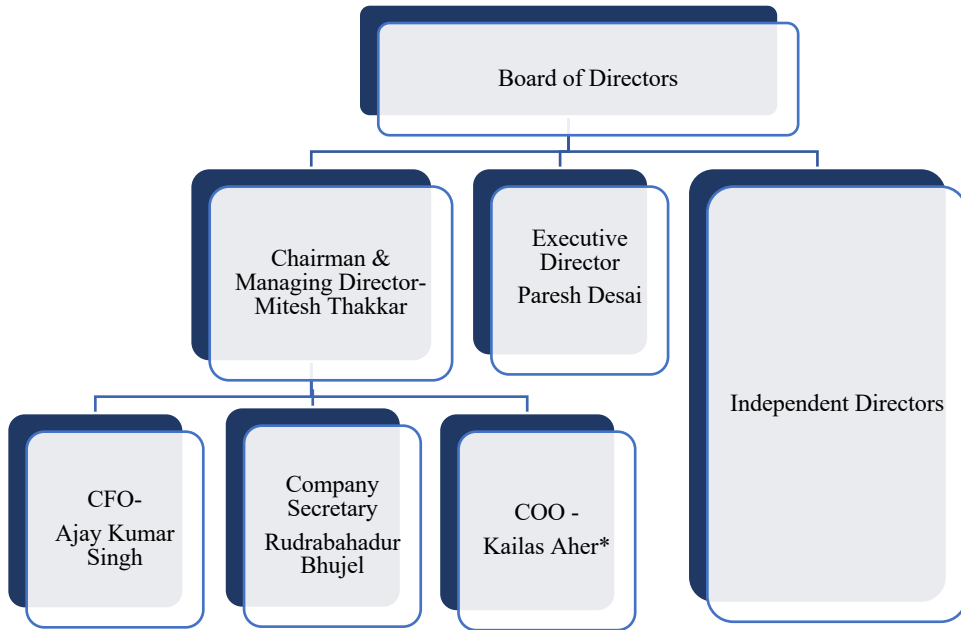 Board of Directors
Chairman &
Managing Director-
Mitesh Thakkar
Executive
Director
Paresh Desai
Independent Directors
CFO-
Ajay Kumar
Singh
Company
Secretary
Rudrabahadur
Bhujel
COO -
Kailas Aher*